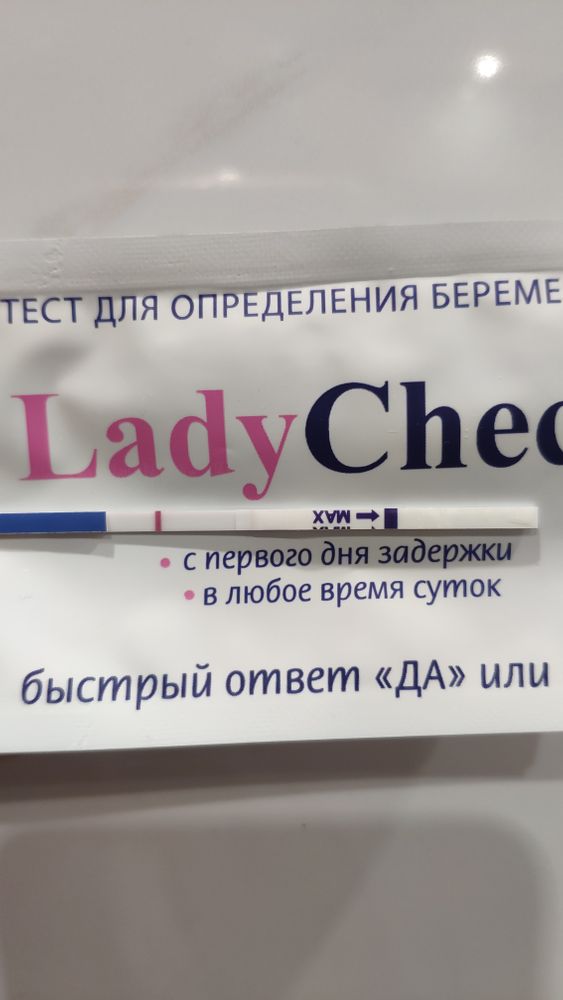 ТЕСТ ДЛЯ ОПРЕДЕЛЕНИЯ БЕРЕМЕ
LadyChec
MAX
• с первого дня задержки
• в любое время суток
быстрый ответ «ДА» или